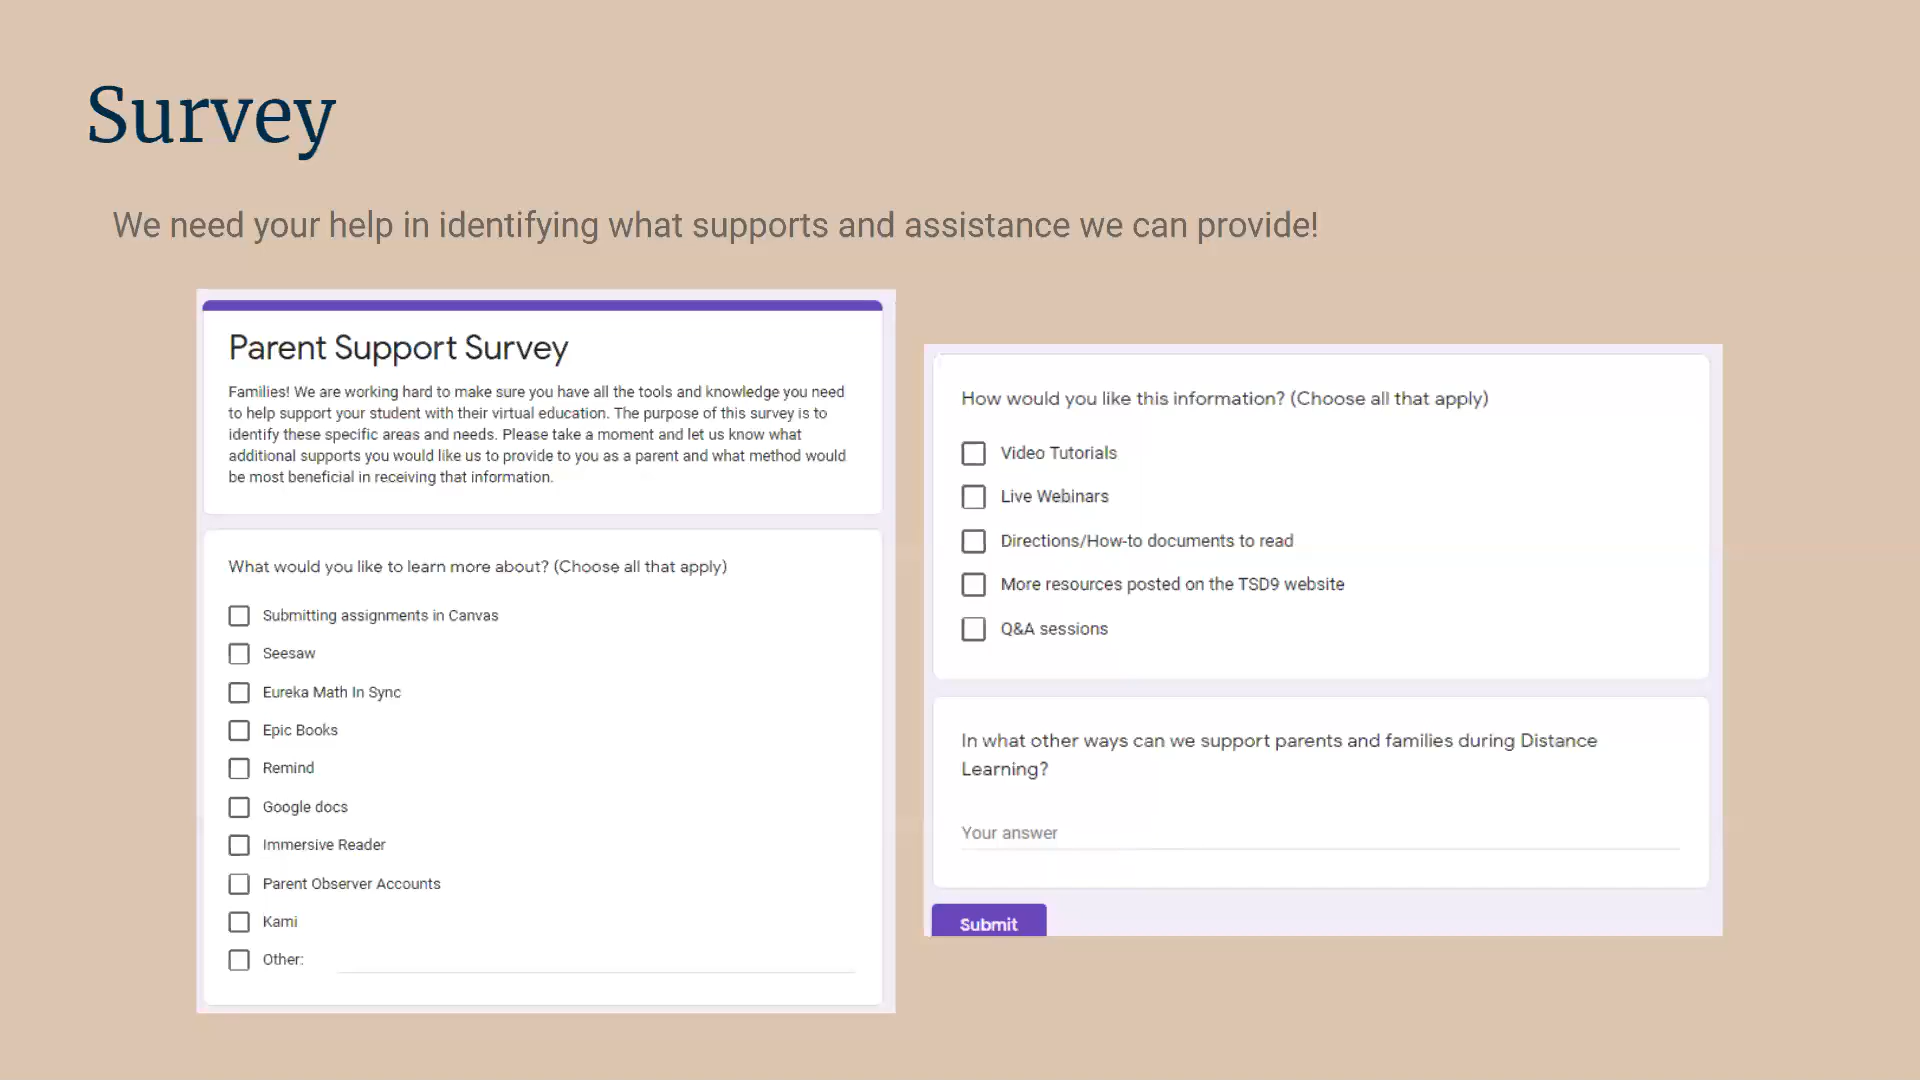 Survey
We need your help in identifying what supports and assistance we can provide!
Parent Support Survey
Families! We are working hard to make sure you have all the tools and knowledge you need
to help support your student with their virtual education. The purpose of this survey is to
identify these specific areas and needs. Please take a moment and let us know what
additional supports you would like us to provide to you as a parent and what method would
be most beneficial in receiving that information.
What would you like to learn more about? (Choose all that apply)
Submitting assignments in Canvas
Seesaw
Eureka Math In Sync
Epic Books
Remind
Google docs
Immersive Reader
Parent Observer Accounts
Kami
Other:
How would you like this information? (Choose all that apply)
Video Tutorials
Live Webinars
Directions/How-to documents to read
More resources posted on the TSD9 website
Q&A sessions
In what other ways can we support parents and families during Distance
Learning?
Your answer
Submit